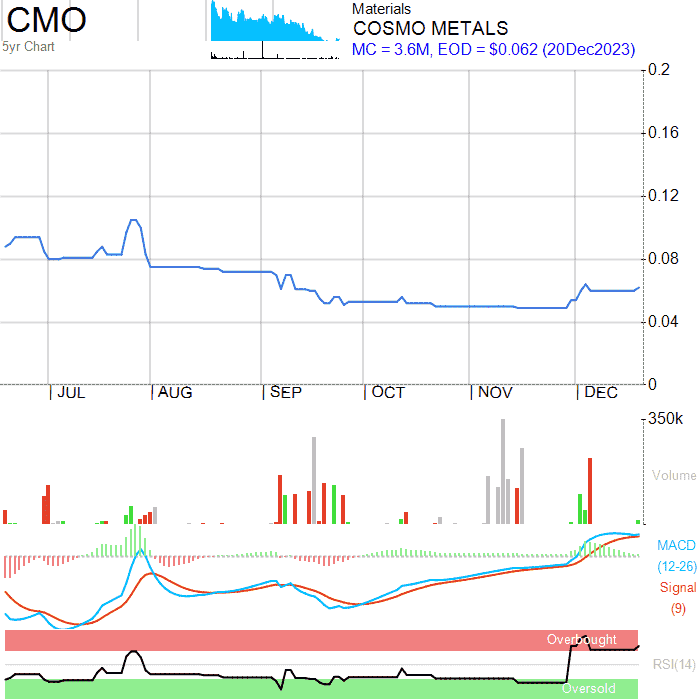 CMO
5yr Chart
Materials
COSMO METALS
MC = 3.6M, EOD = $0.062 (20Dec2023)
0.2
0.16
0.12
0.08
0.04
0
| JUL | AUG | SEP | OCT | NOV | DEC
350k
Volume
MACD
(12-26)
Signal
(9)
Overbought
RSI(14)
Oversold